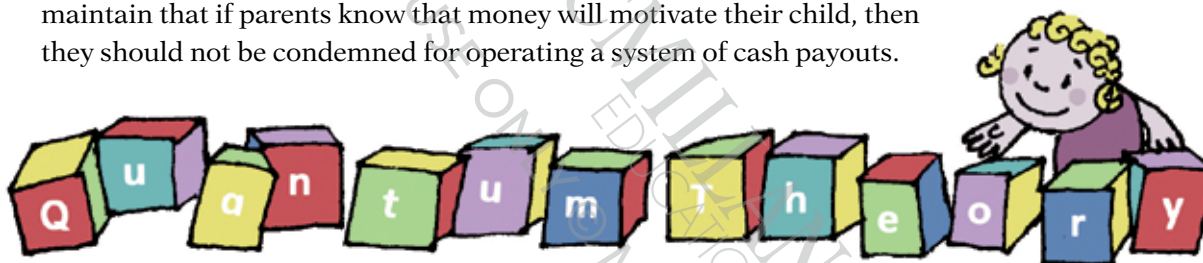 maintain that if parents know that money will motivate their child, then
they should not be condemned for operating a system of cash payouts.
Quantum Theory